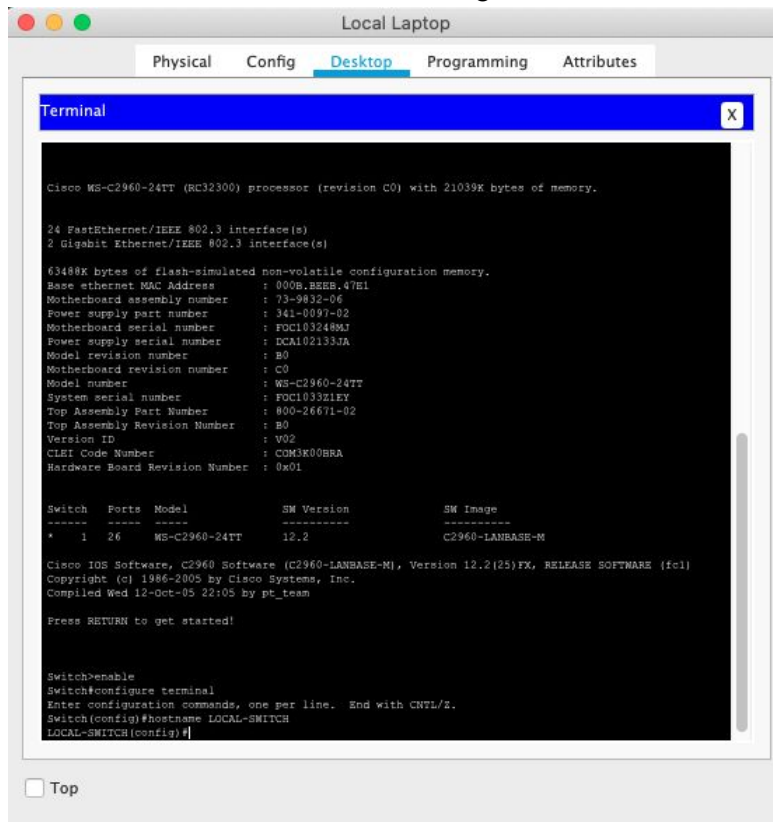 Local Laptop
Physical Config Desktop Programming Attributes
Terminal
X
Cisco WS-C2960-24TT (RC32300) processor (revision C0) with 21039K bytes of memory.
24 FastEthernet/IEEE 802.3 interface(s)
2 Gigabit Ethernet/IEEE 802.3 interface(s)
63488K bytes of flash-simulated non-volatile configuration memory.
Base ethernet MAC Address : 000B.BEEB.47E1
Motherboard assembly number : 73-9832-06
Power supply part number : 341-0097-02
Motherboard serial number : FOC103248MJ
Power supply serial number : DCA102133JA
Model revision number : B0
Motherboard revision number : C0
Model number : WS-C2960-24TT
System serial number : FOC1033Z1EY
Top Assembly Part Number : 800-26671-02
Top Assembly Revision Number : B0
Version ID : V02
CLEI Code Number : COM3K00BRA
Hardware Board Revision Number : 0x01
Switch Ports Model SW Version SW Image
------ ----- ----- ---------- ----------
* 1 26 WS-C2960-24TT 12.2 C2960-LANBASE-M
Cisco IOS Software, C2960 Software (C2960-LANBASE-M), Version 12.2(25)FX, RELEASE SOFTWARE (fc1)
Copyright (c) 1986-2005 by Cisco Systems, Inc.
Compiled Wed 12-Oct-05 22:05 by pt_team
Press RETURN to get started!
Switch>enable
Switch#configure terminal
Enter configuration commands, one per line. End with CNTL/Z.
Switch(config)#hostname LOCAL-SWITCH
LOCAL-SWITCH(config)#
Top